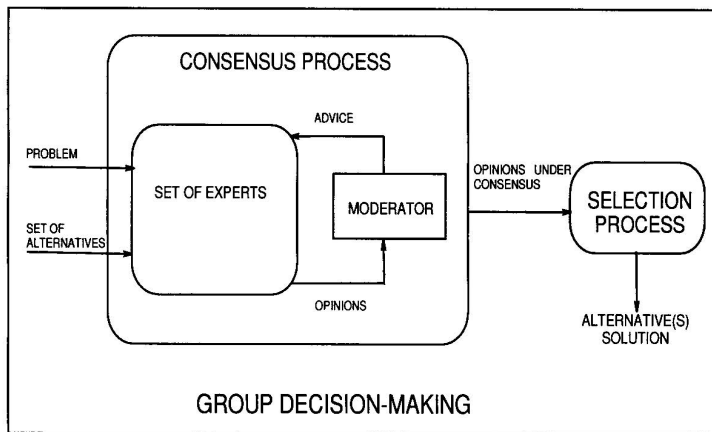 CONSENSUS PROCESS
ADVICE
PROBLEM
SET OF EXPERTS
MODERATOR
SET OF
ALTERNATIVES
OPINIONS
OPINIONS UNDER
CONSENSUS
SELECTION
PROCESS
ALTERNATIVE(S)
SOLUTION
GROUP DECISION-MAKING